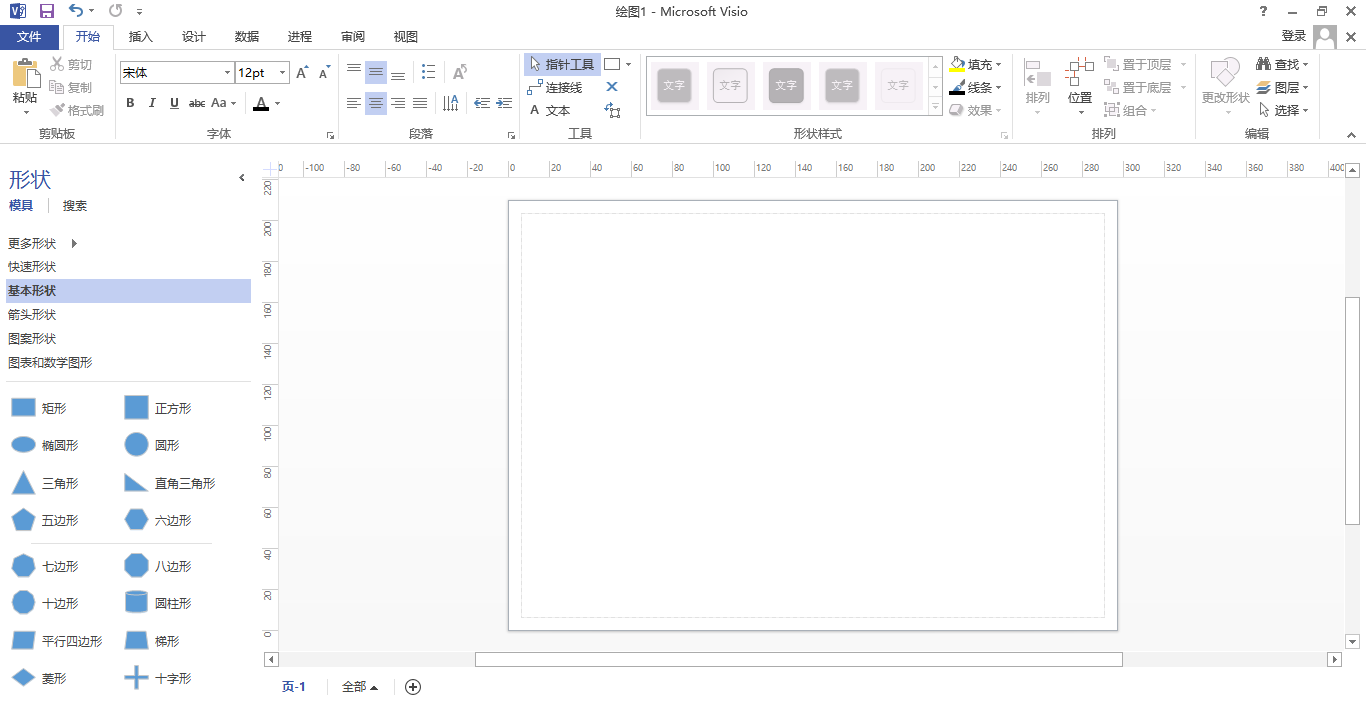 绘图1 - Microsoft Visio
?
文件 开始 插入 设计 数据 进程 审阅 视图 登录
粘贴 剪切 复制 格式刷 剪贴板
宋体 12pt
B I U abc Aa A
字体
段落
指针工具
连接线
A 文本
工具
文字 文字 文字 文字 文字
形状样式
填充
线条
效果
排列 位置 置于顶层
置于底层
组合
排列
更改形状 查找
图层
选择
编辑
形状
模具 搜索
更多形状
快速形状
基本形状
箭头形状
图案形状
图表和数学图形
矩形 正方形
椭圆形 圆形
三角形 直角三角形
五边形 六边形
七边形 八边形
十边形 圆柱形
平行四边形 梯形
菱形 十字形
0 -100 -80 -60 -40 -20 0 20 40 60 80 100 120 140 160 180 200 220 240 260 280 300 320 340 360 380 400
220
200
180
160
140
120
100
80
60
40
20
0
页-1 全部